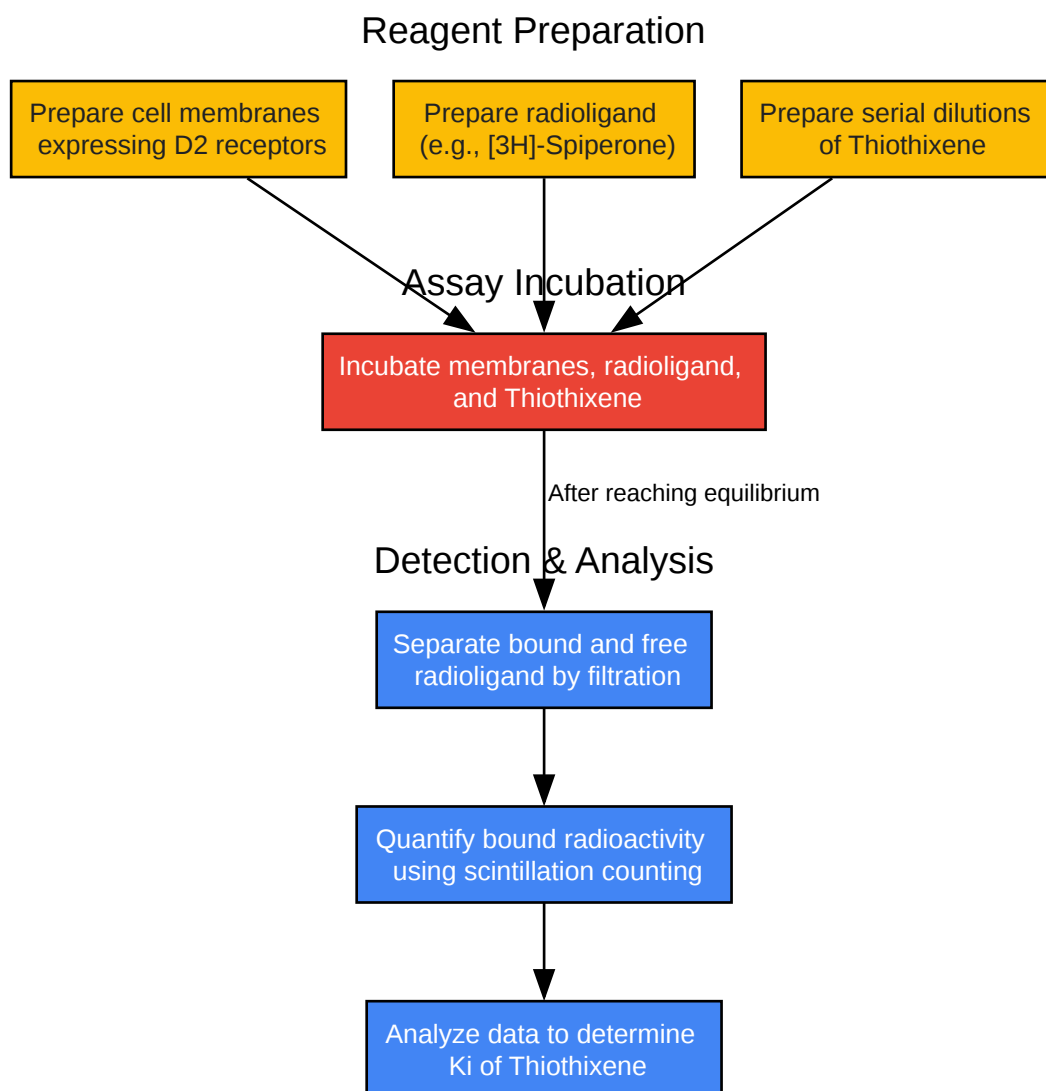 Reagent Preparation
Prepare cell membranes
expressing D2 receptors
Prepare radioligand
(e.g., [3H]-Spiperone)
Prepare serial dilutions
of Thiothixene
Assay Incubation
Incubate membranes, radioligand,
and Thiothixene
After reaching equilibrium
Detection & Analysis
Separate bound and free
radioligand by filtration
Quantify bound radioactivity
using scintillation counting
Analyze data to determine
Ki of Thiothixene